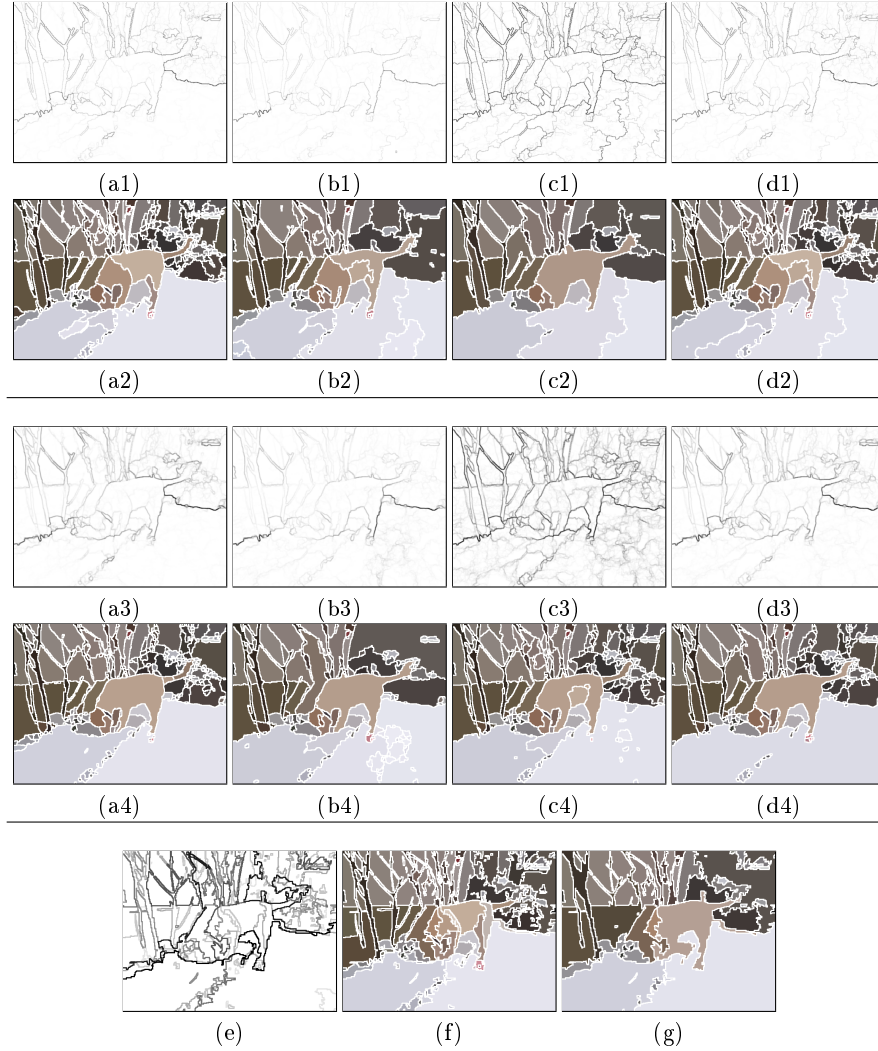 (a1) (b1) (c1) (d1)
(a2) (b2) (c2) (d2)
(a3) (b3) (c3) (d3)
(a4) (b4) (c4) (d4)
(e) (f) (g)